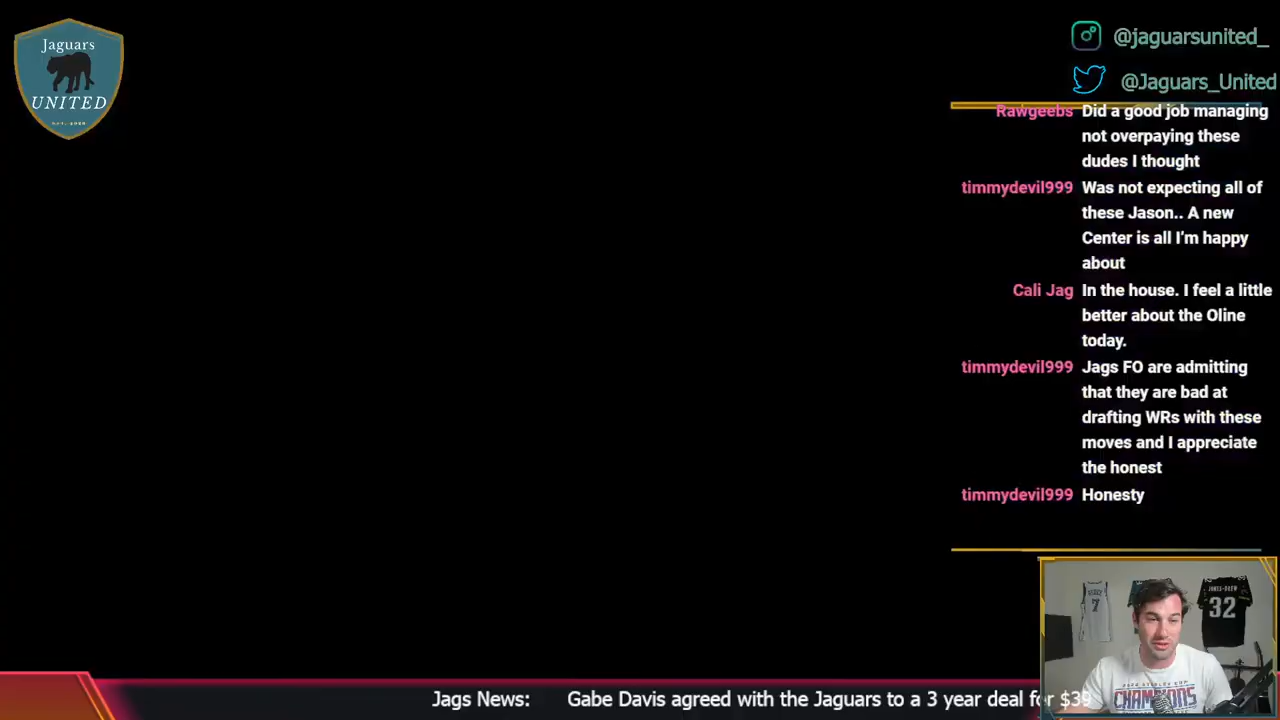 Jaguars
UNITED
@jaguarsunited_
@Jaguars_United
Rawgeebs Did a good job managing
not overpaying these
dudes I thought
timmydevil999 Was not expecting all of
these Jason.. A new
Center is all I'm happy
about
Cali Jag In the house. I feel a little
better about the Oline
today.
timmydevil999 Jags FO are admitting
that they are bad at
drafting WRs with these
moves and I appreciate
the honest
timmydevil999 Honesty
7
JONES-DREW
32
CHAMPIONS
Jags News: Gabe Davis agreed with the Jaguars to a 3 year deal for $39